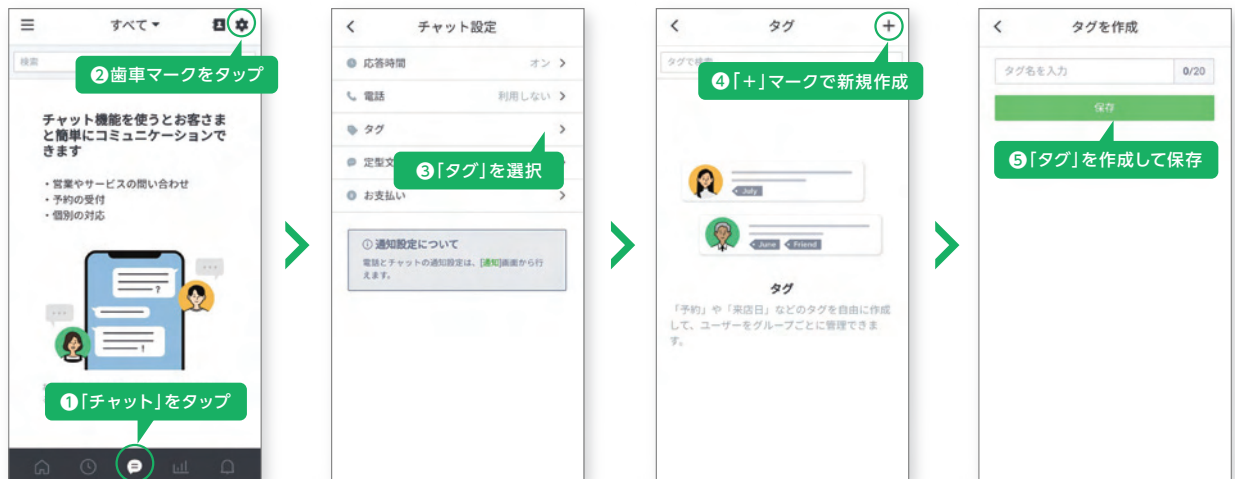 すべて
検索
❷歯車マークをタップ
チャット機能を使うとお客さま
と簡単にコミュニケーションで
きます
・営業やサービスの問い合わせ
・予約の受付
・個別の対応
?
!
❶「チャット」をタップ
チャット設定
応答時間 オン
電話 利用しない
タグ
定型文
❸「タグ」を選択
お支払い
通知設定について
電話とチャットの通知設定は、[通知]画面から行
えます。
タグ
タグで検索
❹「+」マークで新規作成
July
June Friend
タグ
「予約」や「来店日」などのタグを自由に作成
して、ユーザーをグループごとに管理できま
す。
タグを作成
タグ名を入力 0/20
保存
❺「タグ」を作成して保存